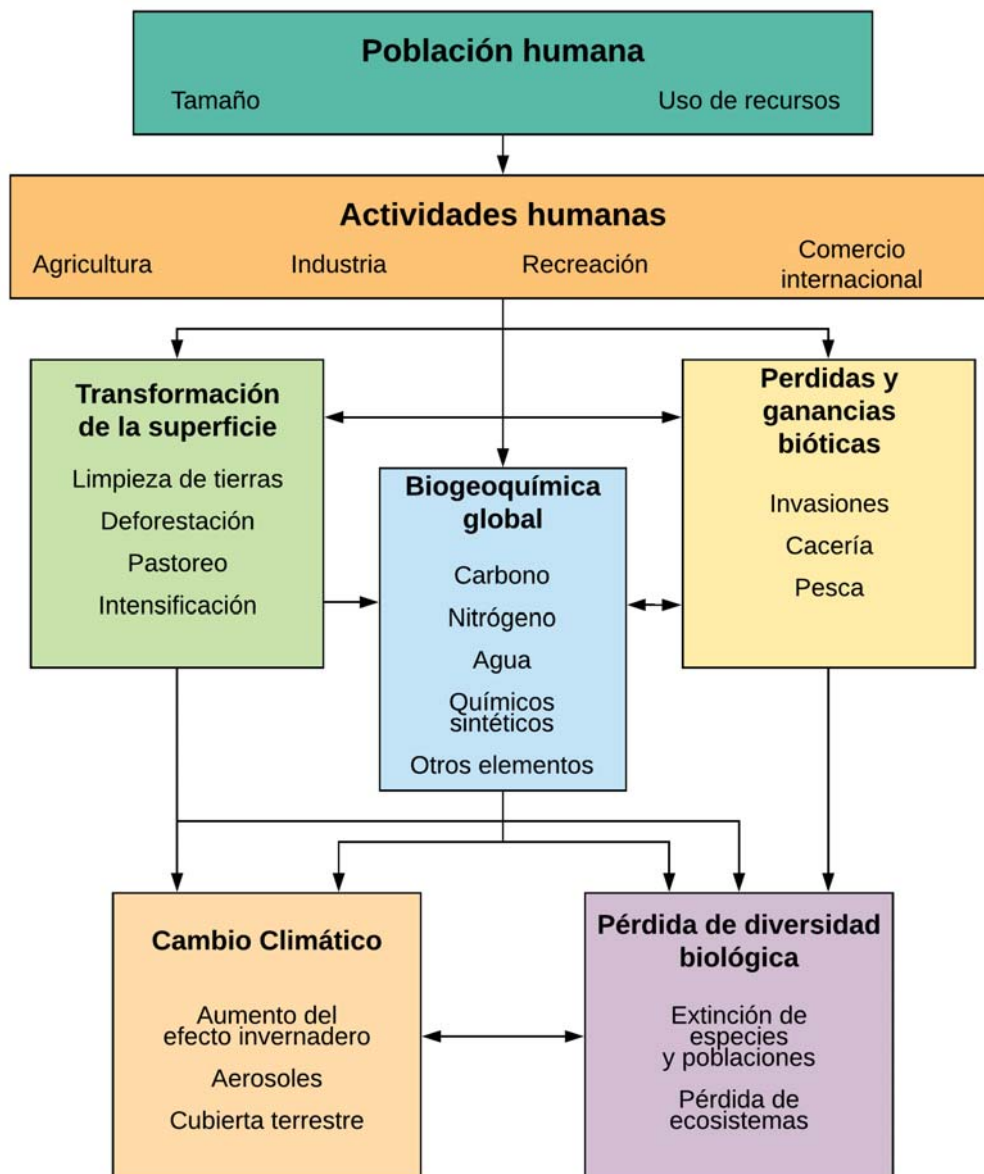 Población humana
Tamaño
Uso de recursos
Actividades humanas
Agricultura
Industria
Recreación
Comercio
internacional
Transformación
de la superficie
Limpieza de tierras
Deforestación
Pastoreo
Intensificación
Biogeoquímica
global
Carbono
Nitrógeno
Agua
Químicos
sintéticos
Otros elementos
Perdidas y
ganancias
bióticas
Invasiones
Cacería
Pesca
Cambio Climático
Aumento del
efecto invernadero
Aerosoles
Cubierta terrestre
Pérdida de diversidad
biológica
Extinción de
especies
y poblaciones
Pérdida de
ecosistemas